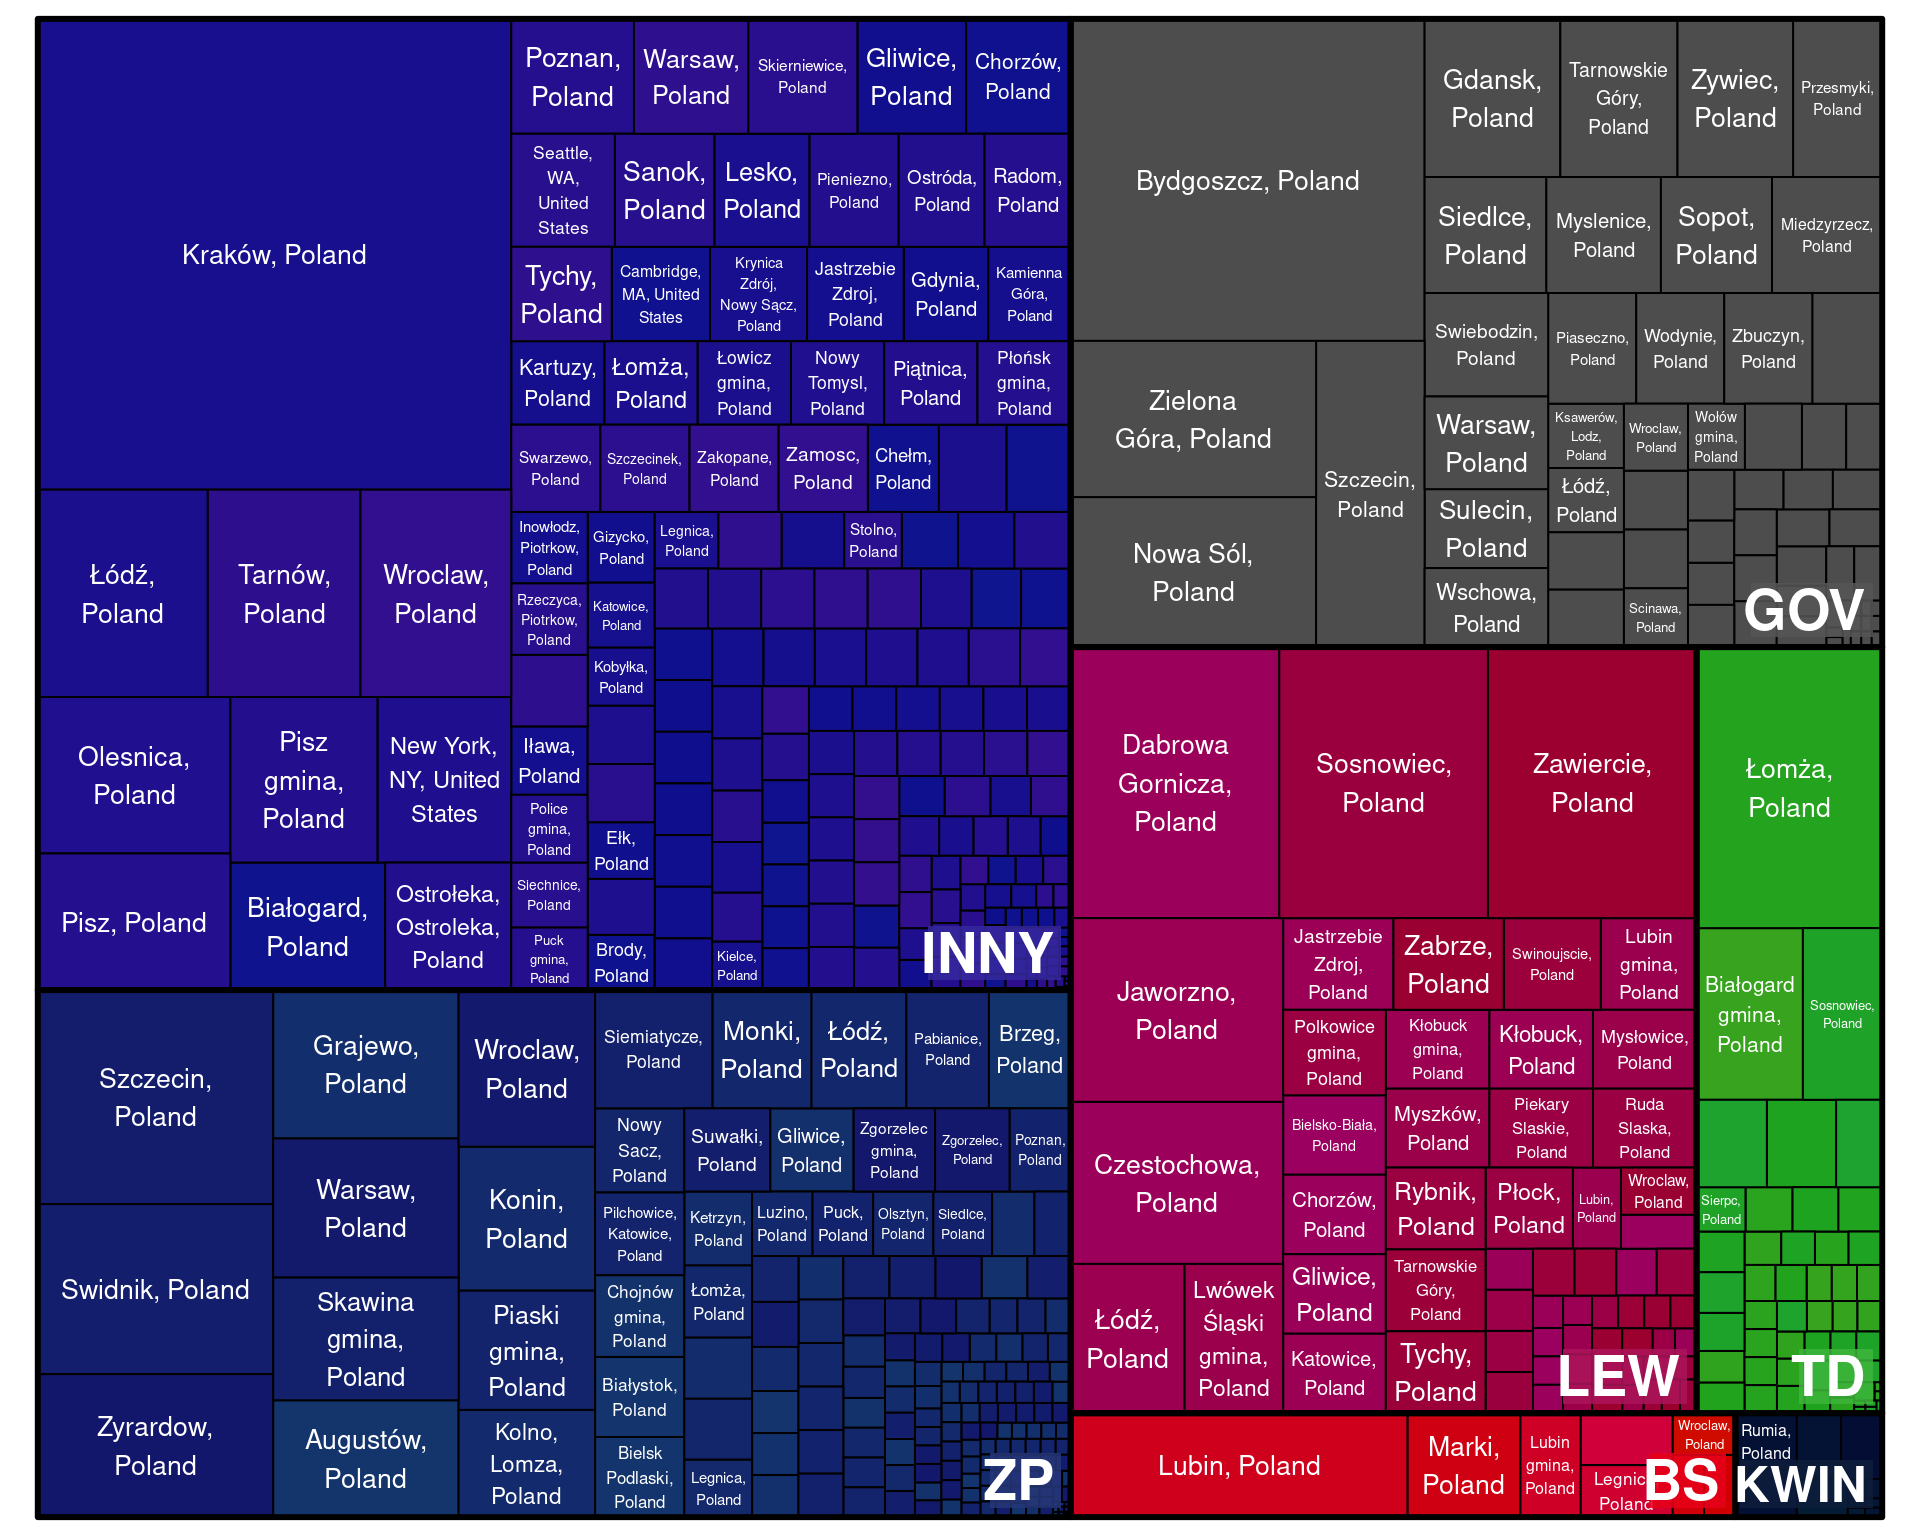 Kraków, Poland
Poznan,
Poland
Warsaw,
Poland
Skierniewice,
Poland
Gliwice,
Poland
Chorzów,
Poland
Seattle,
WA,
United
States
Sanok,
Poland
Lesko,
Poland
Pieniezno,
Poland
Ostróda,
Poland
Radom,
Poland
Tychy,
Poland
Cambridge,
MA, United
States
Krynica
Zdrój,
Nowy Sącz,
Poland
Jastrzebie
Zdroj,
Poland
Gdynia,
Poland
Kamienna
Góra,
Poland
Kartuzy,
Poland
Łomża,
Poland
Łowicz
gmina,
Poland
Nowy
Tomysl,
Poland
Piątnica,
Poland
Płońsk
gmina,
Poland
Swarzewo,
Poland
Szczecinek,
Poland
Zakopane,
Poland
Zamosc,
Poland
Chełm,
Poland
Łódź,
Poland
Tarnów,
Poland
Wroclaw,
Poland
Inowłodz,
Piotrkow,
Poland
Gizycko,
Poland
Legnica,
Poland
Stolno,
Poland
Rzeczyca,
Piotrkow,
Poland
Katowice,
Poland
Kobyłka,
Poland
Olesnica,
Poland
Pisz
gmina,
Poland
New York,
NY, United
States
Iława,
Poland
Police
gmina,
Poland
Ełk,
Poland
Pisz, Poland
Białogard,
Poland
Ostrołeka,
Ostroleka,
Poland
Siechnice,
Poland
Puck
gmina,
Poland
Brody,
Poland
Kielce,
Poland
INNY
Bydgoszcz, Poland
Gdansk,
Poland
Tarnowskie
Góry,
Poland
Zywiec,
Poland
Przesmyki,
Poland
Siedlce,
Poland
Myslenice,
Poland
Sopot,
Poland
Miedzyrzecz,
Poland
Swiebodzin,
Poland
Piaseczno,
Poland
Wodynie,
Poland
Zbuczyn,
Poland
Zielona
Góra, Poland
Szczecin,
Poland
Nowa Sól,
Poland
Warsaw,
Poland
Ksawerów,
Lodz,
Poland
Wroclaw,
Poland
Wołów
gmina,
Poland
Łódź,
Poland
Sulecin,
Poland
Wschowa,
Poland
Scinawa,
Poland
GOV
Dabrowa
Gornicza,
Poland
Sosnowiec,
Poland
Zawiercie,
Poland
Jaworzno,
Poland
Jastrzebie
Zdroj,
Poland
Zabrze,
Poland
Swinoujscie,
Poland
Lubin
gmina,
Poland
Polkowice
gmina,
Poland
Kłobuck
gmina,
Poland
Kłobuck,
Poland
Mysłowice,
Poland
Czestochowa,
Poland
Bielsko-Biała,
Poland
Myszków,
Poland
Piekary
Slaskie,
Poland
Ruda
Slaska,
Poland
Chorzów,
Poland
Rybnik,
Poland
Płock,
Poland
Lubin,
Poland
Wroclaw,
Poland
Łódź,
Poland
Lwówek
Śląski
gmina,
Poland
Gliwice,
Poland
Tarnowskie
Góry,
Poland
Katowice,
Poland
Tychy,
Poland
LEW
Łomża,
Poland
Białogard
gmina,
Poland
Sosnowiec,
Poland
Sierpc,
Poland
TD
Szczecin,
Poland
Grajewo,
Poland
Wroclaw,
Poland
Siemiatycze,
Poland
Monki,
Poland
Łódź,
Poland
Pabianice,
Poland
Brzeg,
Poland
Warsaw,
Poland
Konin,
Poland
Nowy
Sacz,
Poland
Suwałki,
Poland
Gliwice,
Poland
Zgorzelec
gmina,
Poland
Zgorzelec,
Poland
Poznan,
Poland
Swidnik, Poland
Pilchowice,
Katowice,
Poland
Ketrzyn,
Poland
Luzino,
Poland
Puck,
Poland
Olsztyn,
Poland
Siedlce,
Poland
Skawina
gmina,
Poland
Piaski
gmina,
Poland
Chojnów
gmina,
Poland
Łomża,
Poland
Zyrardow,
Poland
Augustów,
Poland
Kolno,
Lomza,
Poland
Białystok,
Poland
Bielsk
Podlaski,
Poland
Legnica,
Poland
ZP
Lubin, Poland
Marki,
Poland
Lubin
gmina,
Poland
Legnica,
Poland
Wroclaw,
Poland
BS
Rumia,
Poland
KWIN